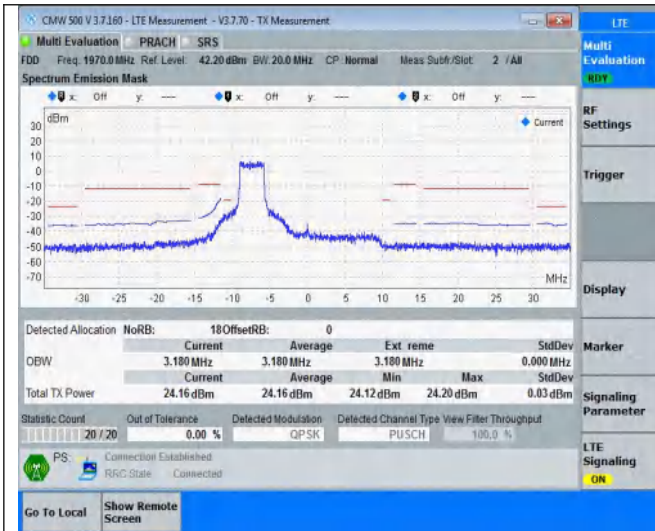 CMW 500 V 3.7.160 - LTE Measurement - V3.7.70 - TX Measurement
LTE
Multi Evaluation PRACH SRS
Multi
Evaluation
RDY
FDD Freq: 1970.0 MHz Ref. Level: 42.20 dBm BW: 20.0 MHz CP: Normal Meas Subfr./Slot: 2 /All
Spectrum Emission Mask
x: Off y: --- x: Off y: --- x: Off y: ---
RF
Settings
dBm
Current
30
20
10
0
-10
-20
-30
-40
-50
-60
-70
Trigger
MHz
-30 -25 -20 -15 -10 -5 0 5 10 15 20 25 30
Display
Detected Allocation NoRB: 18OffsetRB: 0
Current Average Ext reme StdDev
OBW 3.180 MHz 3.180 MHz 3.180 MHz 0.000 MHz
Marker
Current Average Min Max StdDev
Total TX Power 24.16 dBm 24.16 dBm 24.12 dBm 24.20 dBm 0.03 dBm
Signaling
Parameter
Statistic Count Out of Tolerance Detected Modulation Detected Channel Type View Filter Throughput
20 / 20 0.00 % QPSK PUSCH 100.0 %
PS: Connection Established
RRC State Connected
LTE
Signaling
ON
Go To Local
Show Remote
Screen